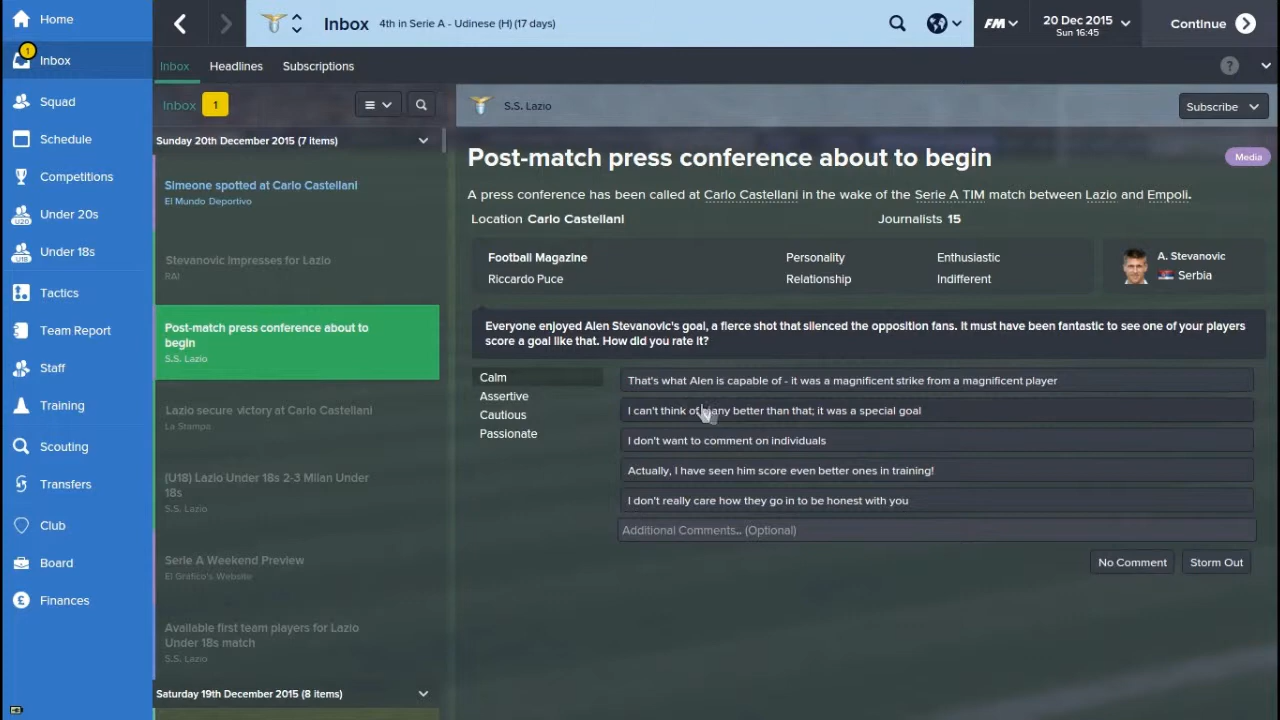 Home
Inbox 4th in Serie A - Udinese (H) (17 days)
FM
20 Dec 2015
Sun 16:45
Continue
1
Inbox
Squad
Schedule
Competitions
U20
Under 20s
U18
Under 18s
Tactics
Team Report
Staff
Training
Scouting
Transfers
Club
Board
£ Finances
Inbox Headlines Subscriptions ?
Inbox 1
Sunday 20th December 2015 (7 items)
Simeone spotted at Carlo Castellani
El Mundo Deportivo
Stevanovic impresses for Lazio
RAI
Post-match press conference about to
begin
S.S. Lazio
Lazio secure victory at Carlo Castellani
La Stampa
(U18) Lazio Under 18s 2-3 Milan Under
18s
S.S. Lazio
Serie A Weekend Preview
El Gráfico's Website
Available first team players for Lazio
Under 18s match
S.S. Lazio
Saturday 19th December 2015 (8 items)
S.S. Lazio
Subscribe
Post-match press conference about to begin
Media
A press conference has been called at Carlo Castellani in the wake of the Serie A TIM match between Lazio and Empoli.
Location Carlo Castellani Journalists 15
Football Magazine Personality Enthusiastic
Riccardo Puce Relationship Indifferent
A. Stevanovic
Serbia
Everyone enjoyed Alen Stevanovic's goal, a fierce shot that silenced the opposition fans. It must have been fantastic to see one of your players
score a goal like that. How did you rate it?
Calm
Assertive
Cautious
Passionate
That's what Alen is capable of - it was a magnificent strike from a magnificent player
I can't think of many better than that; it was a special goal
I don't want to comment on individuals
Actually, I have seen him score even better ones in training!
I don't really care how they go in to be honest with you
Additional Comments... (Optional)
No Comment Storm Out